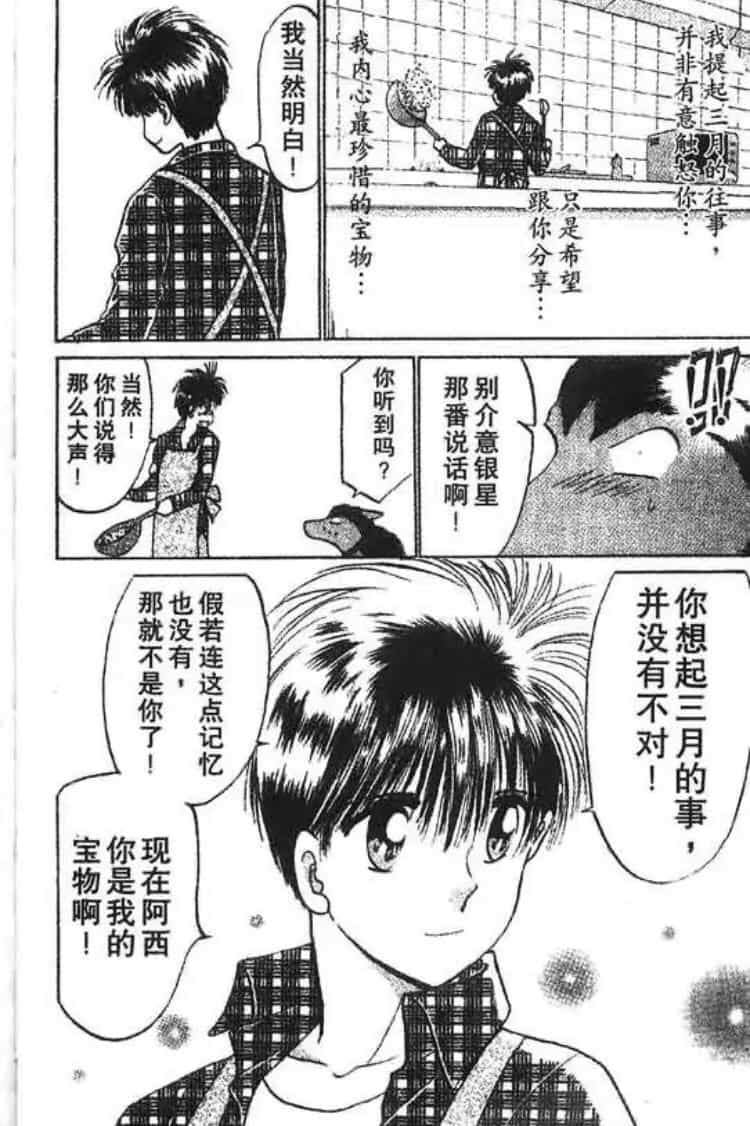 我提起三月的往事，
并非有意触怒你…
只是希望
跟你分享…
我内心最珍惜的宝物…
我当然明白！
别介意银星
那番说话啊！
你听到吗？
当然！
你们说得
那么大声！
你想起三月的事，
并没有不对！
假若连这点记忆
也没有，
那就不是你了！
现在阿西
你是我的
宝物啊！